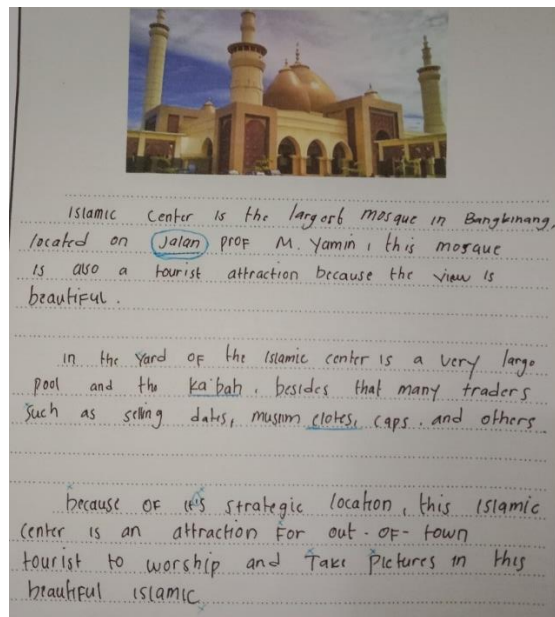 Islamic Center is the largest mosque in Bangkinang,
located on Jalan prof M. Yamin, this mosque
is also a tourist attraction because the view is
beautiful.
in the yard of the Islamic center is a very large
pool and the ka'bah. besides that many traders
such as selling dates, muslim clotes, caps. and others
because of it's strategic location, this Islamic
center is an attraction For out-of-town
tourist to worship and Take Pictures in this
beautiful islamic